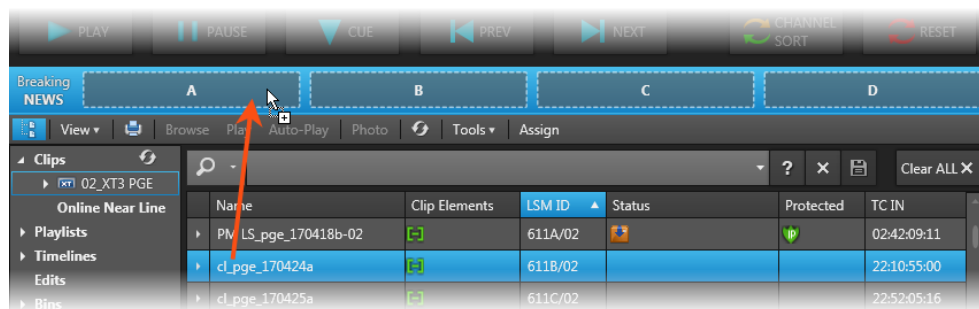 PLAY PAUSE CUE PREV NEXT CHANNEL SORT RESET
Breaking NEWS A B C D
View Browse Play Auto-Play Photo Tools Assign
Clips ? Clear ALL X
XT 02_XT3 PGE
Online Near Line Name Clip Elements LSM ID Status Protected TC IN
Playlists PM LS_pge_170418b-02 611A/02 IP 02:42:09:11
Timelines cl_pge_170424a 611B/02 22:10:55:00
Edits
Bins cl_pge_170425a 611C/02 22:52:05:16